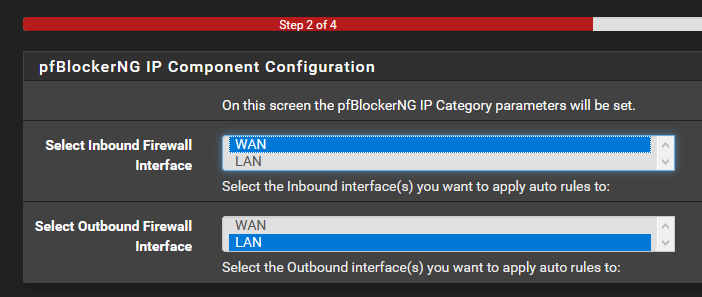 Step 2 of 4
pfBlockerNG IP Component Configuration
On this screen the pfBlockerNG IP Category parameters will be set.
Select Inbound Firewall
Interface
WAN
LAN
Select the Inbound interface(s) you want to apply auto rules to:
Select Outbound Firewall
Interface
WAN
LAN
Select the Outbound interface(s) you want to apply auto rules to: